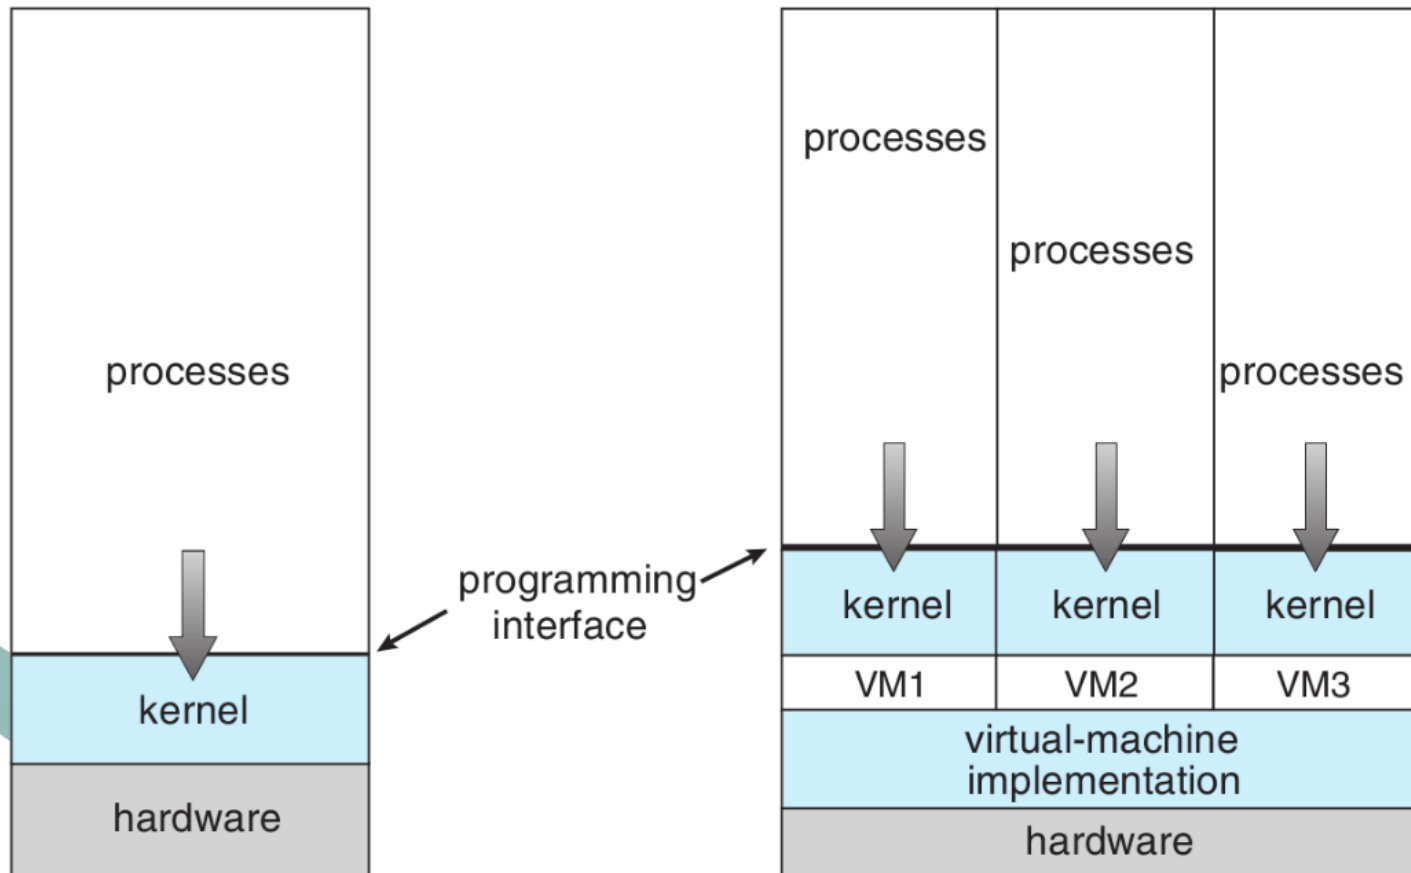 processes
kernel
hardware
programming
interface
processes
processes
processes
kernel
kernel
kernel
VM1
VM2
VM3
virtual-machine
implementation
hardware